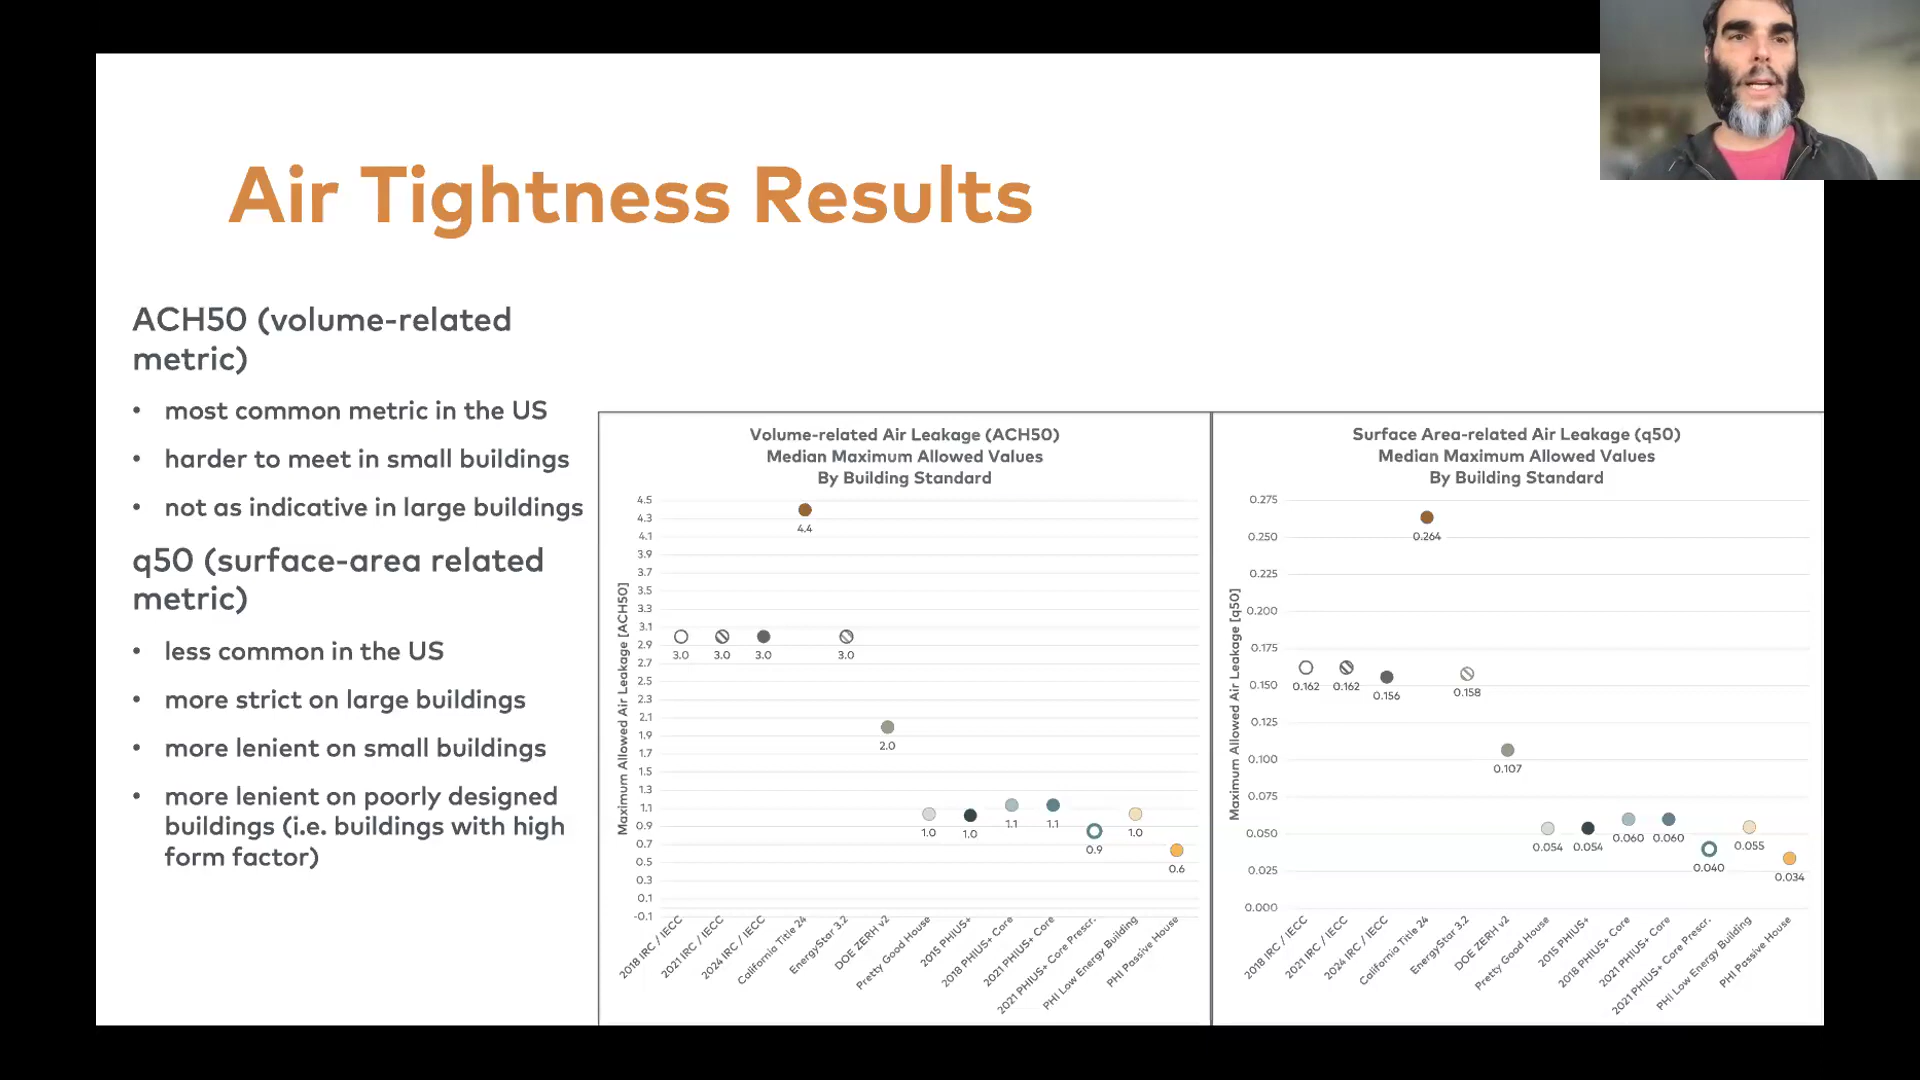 Air Tightness Results
ACH50 (volume-related
metric)
• most common metric in the US
• harder to meet in small buildings
• not as indicative in large buildings
q50 (surface-area related
metric)
• less common in the US
• more strict on large buildings
• more lenient on small buildings
• more lenient on poorly designed
buildings (i.e. buildings with high
form factor)
Volume-related Air Leakage (ACH50)
Median Maximum Allowed Values
By Building Standard
Maximum Allowed Air Leakage [ACH50]
4.5
4.3
4.1
3.9
3.7
3.5
3.3
3.1
2.9
2.7
2.5
2.3
2.1
1.9
1.7
1.5
1.3
1.1
0.9
0.7
0.5
0.3
0.1
-0.1
3.0
3.0
3.0
4.4
3.0
2.0
1.0
1.0
1.1
1.1
0.9
1.0
0.6
2018 IRC / IECC
2021 IRC / IECC
2024 IRC / IECC
California Title 24
EnergyStar 3.2
DOE ZERH v2
Pretty Good House
2015 PHIUS+
2018 PHIUS+ Core
2021 PHIUS+ Core
2021 PHIUS+ Core Prescr.
PHI Low Energy Building
PHI Passive House
Surface Area-related Air Leakage (q50)
Median Maximum Allowed Values
By Building Standard
Maximum Allowed Air Leakage [q50]
0.275
0.250
0.225
0.200
0.175
0.150
0.125
0.100
0.075
0.050
0.025
0.000
0.162
0.162
0.156
0.264
0.158
0.107
0.054
0.054
0.060
0.060
0.040
0.055
0.034
2018 IRC / IECC
2021 IRC / IECC
2024 IRC / IECC
California Title 24
EnergyStar 3.2
DOE ZERH v2
Pretty Good House
2015 PHIUS+
2018 PHIUS+ Core
2021 PHIUS+ Core
2021 PHIUS+ Core Prescr.
PHI Low Energy Building
PHI Passive House